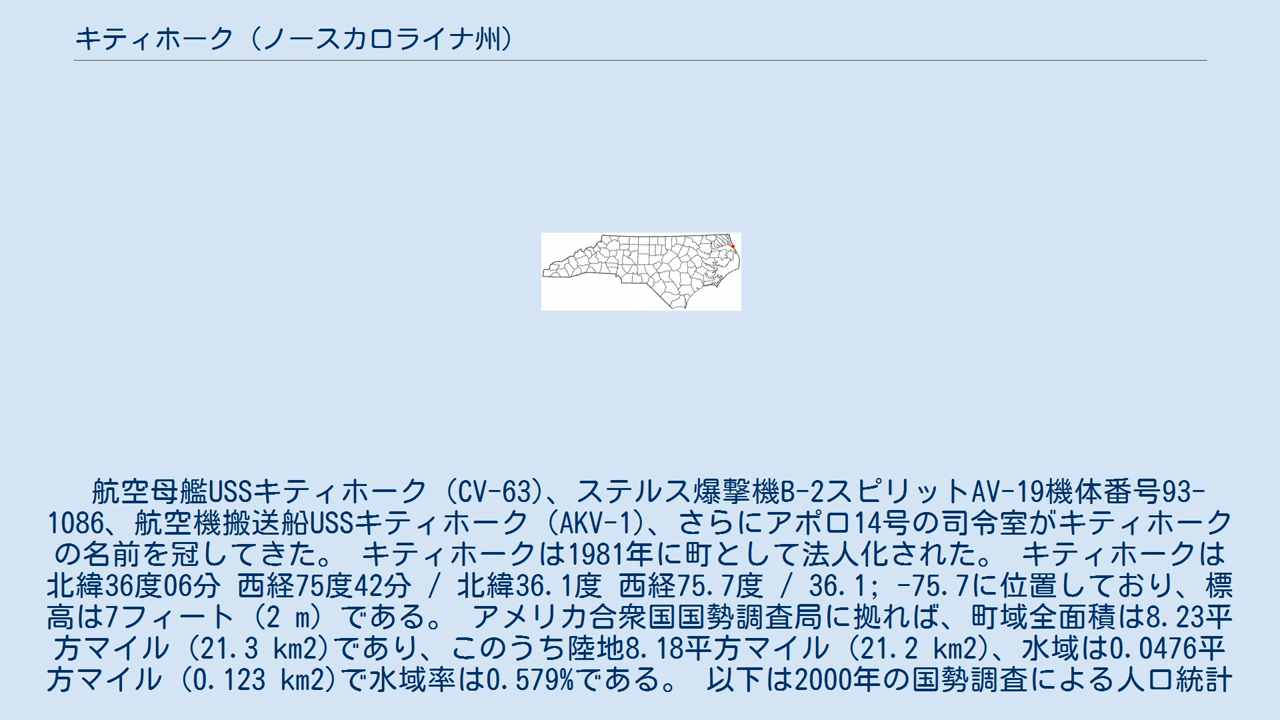 キティホーク（ノースカロライナ州）
航空母艦USSキティホーク（CV-63）、ステルス爆撃機B-2スピリットAV-19機体番号93-
1086、航空機搬送船USSキティホーク（AKV-1）、さらにアポロ14号の司令室がキティホーク
の名前を冠してきた。 キティホークは1981年に町として法人化された。 キティホークは
北緯36度06分 西経75度42分 / 北緯36.1度 西経75.7度 / 36.1; -75.7に位置しており、標
高は7フィート（2 m）である。 アメリカ合衆国国勢調査局に拠れば、町域全面積は8.23平
方マイル（21.3 km2)であり、このうち陸地8.18平方マイル（21.2 km2)、水域は0.0476平
方マイル（0.123 km2)で水域率は0.579%である。 以下は2000年の国勢調査による人口統計